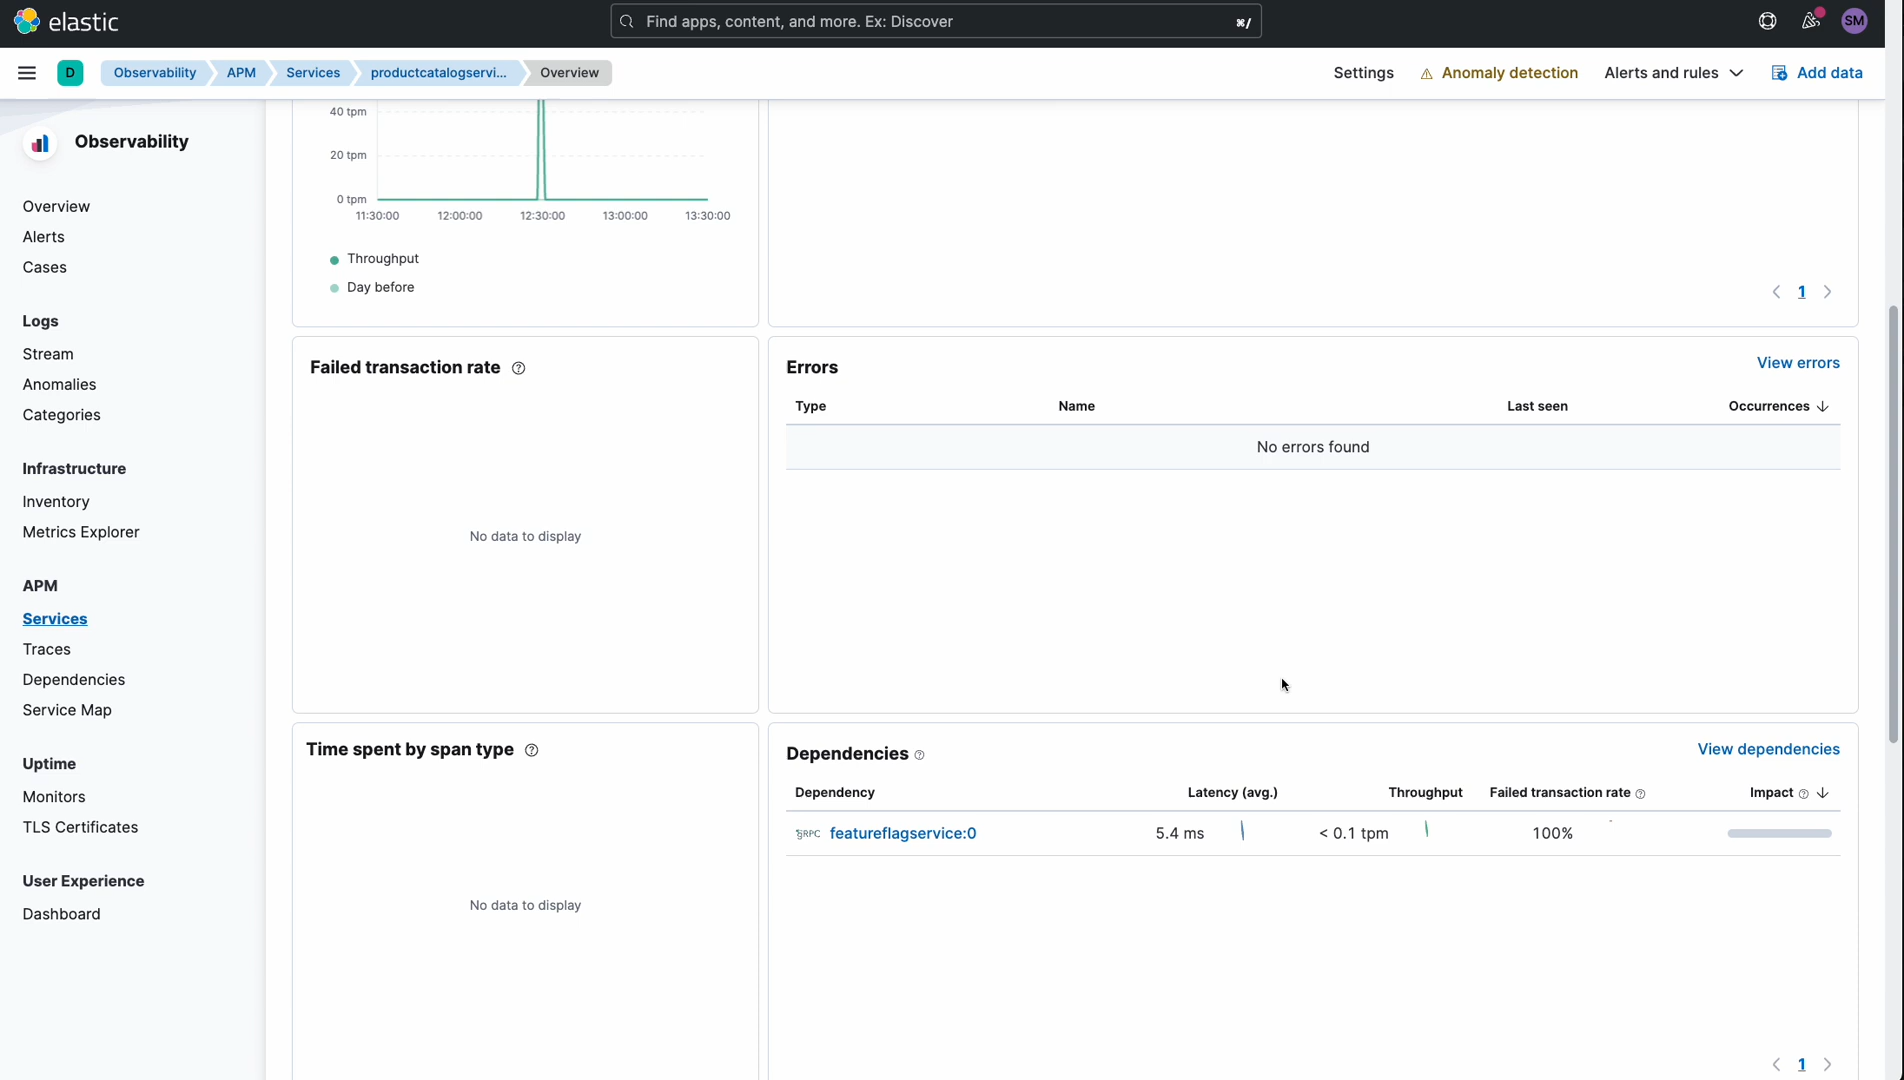 elastic
Find apps, content, and more. Ex: Discover
⌘/
SM
D
Observability
APM
Services
productcatalogservi...
Overview
Settings
Anomaly detection
Alerts and rules
Add data
Observability
Overview
Alerts
Cases
Logs
Stream
Anomalies
Categories
Infrastructure
Inventory
Metrics Explorer
APM
Services
Traces
Dependencies
Service Map
Uptime
Monitors
TLS Certificates
User Experience
Dashboard
40 tpm
20 tpm
0 tpm
11:30:00 12:00:00 12:30:00 13:00:00 13:30:00
Throughput
Day before
1
Failed transaction rate
No data to display
Errors
View errors
Type Name Last seen Occurrences
No errors found
Time spent by span type
No data to display
Dependencies
View dependencies
Dependency Latency (avg.) Throughput Failed transaction rate Impact
gRPC featureflagservice:0 5.4 ms < 0.1 tpm 100%
1